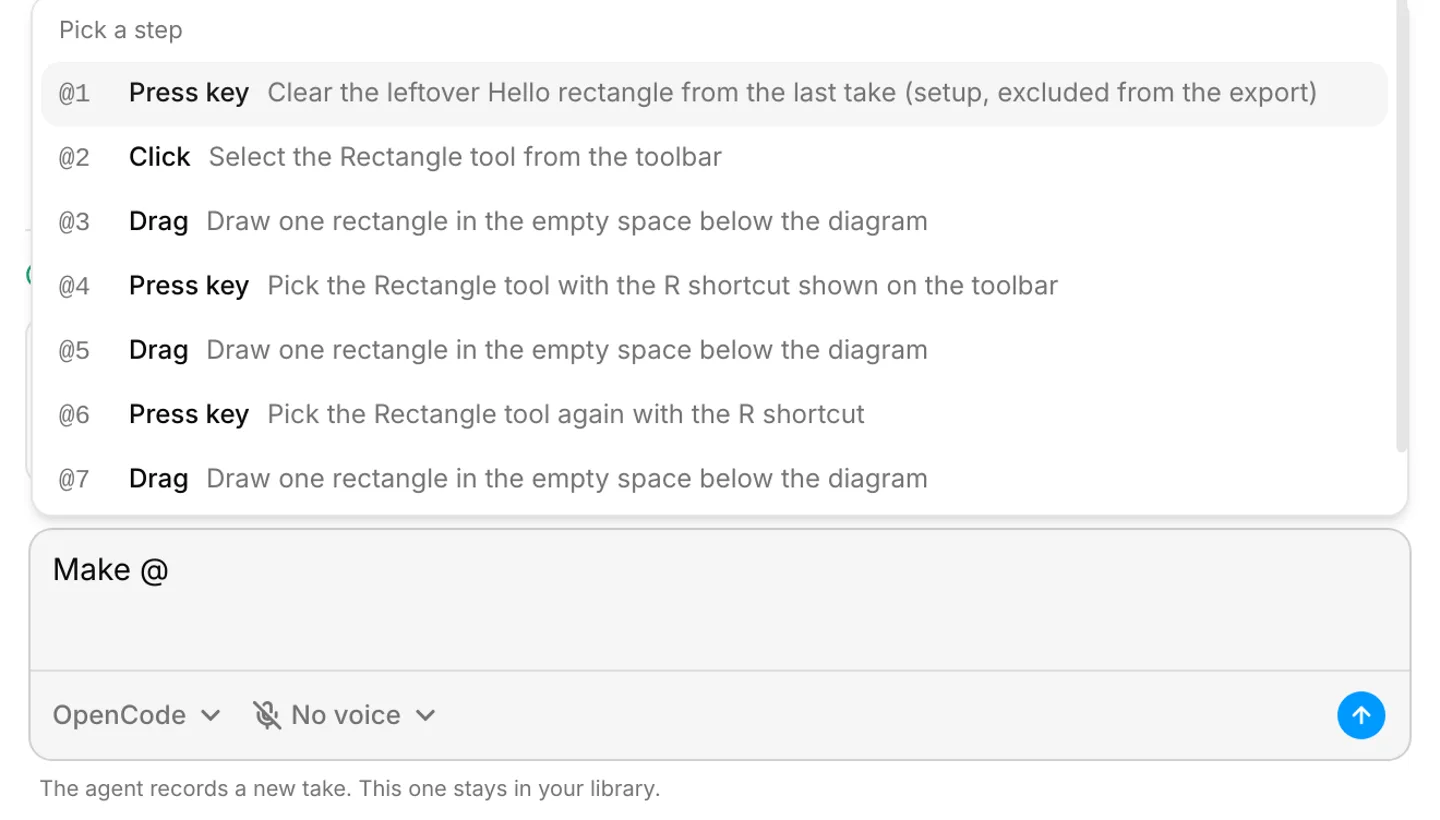 Pick a step
@1 Press key Clear the leftover Hello rectangle from the last take (setup, excluded from the export)
@2 Click Select the Rectangle tool from the toolbar
@3 Drag Draw one rectangle in the empty space below the diagram
@4 Press key Pick the Rectangle tool with the R shortcut shown on the toolbar
@5 Drag Draw one rectangle in the empty space below the diagram
@6 Press key Pick the Rectangle tool again with the R shortcut
@7 Drag Draw one rectangle in the empty space below the diagram
Make @
OpenCode No voice
The agent records a new take. This one stays in your library.